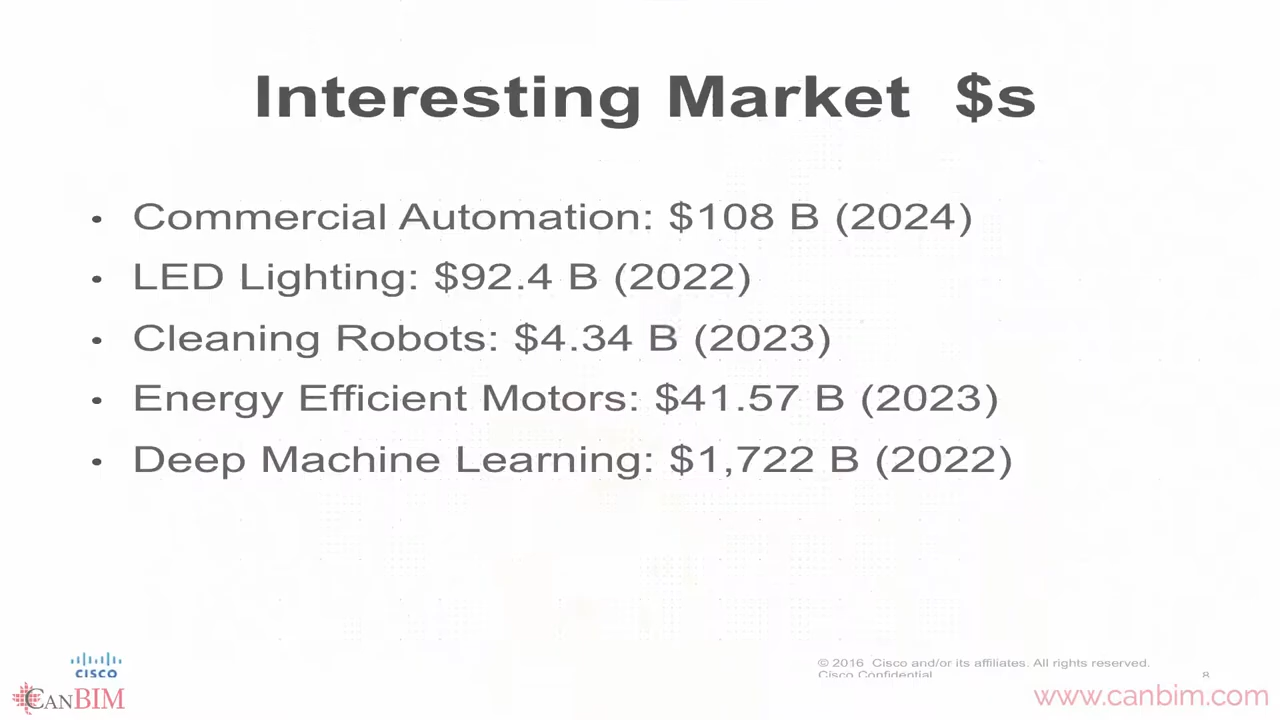 Interesting Market $s
• Commercial Automation: $108 B (2024)
• LED Lighting: $92.4 B (2022)
• Cleaning Robots: $4.34 B (2023)
• Energy Efficient Motors: $41.57 B (2023)
• Deep Machine Learning: $1,722 B (2022)
CISCO
CANBIM
© 2016 Cisco and/or its affiliates. All rights reserved.
Cisco Confidential
8
www.canbim.com